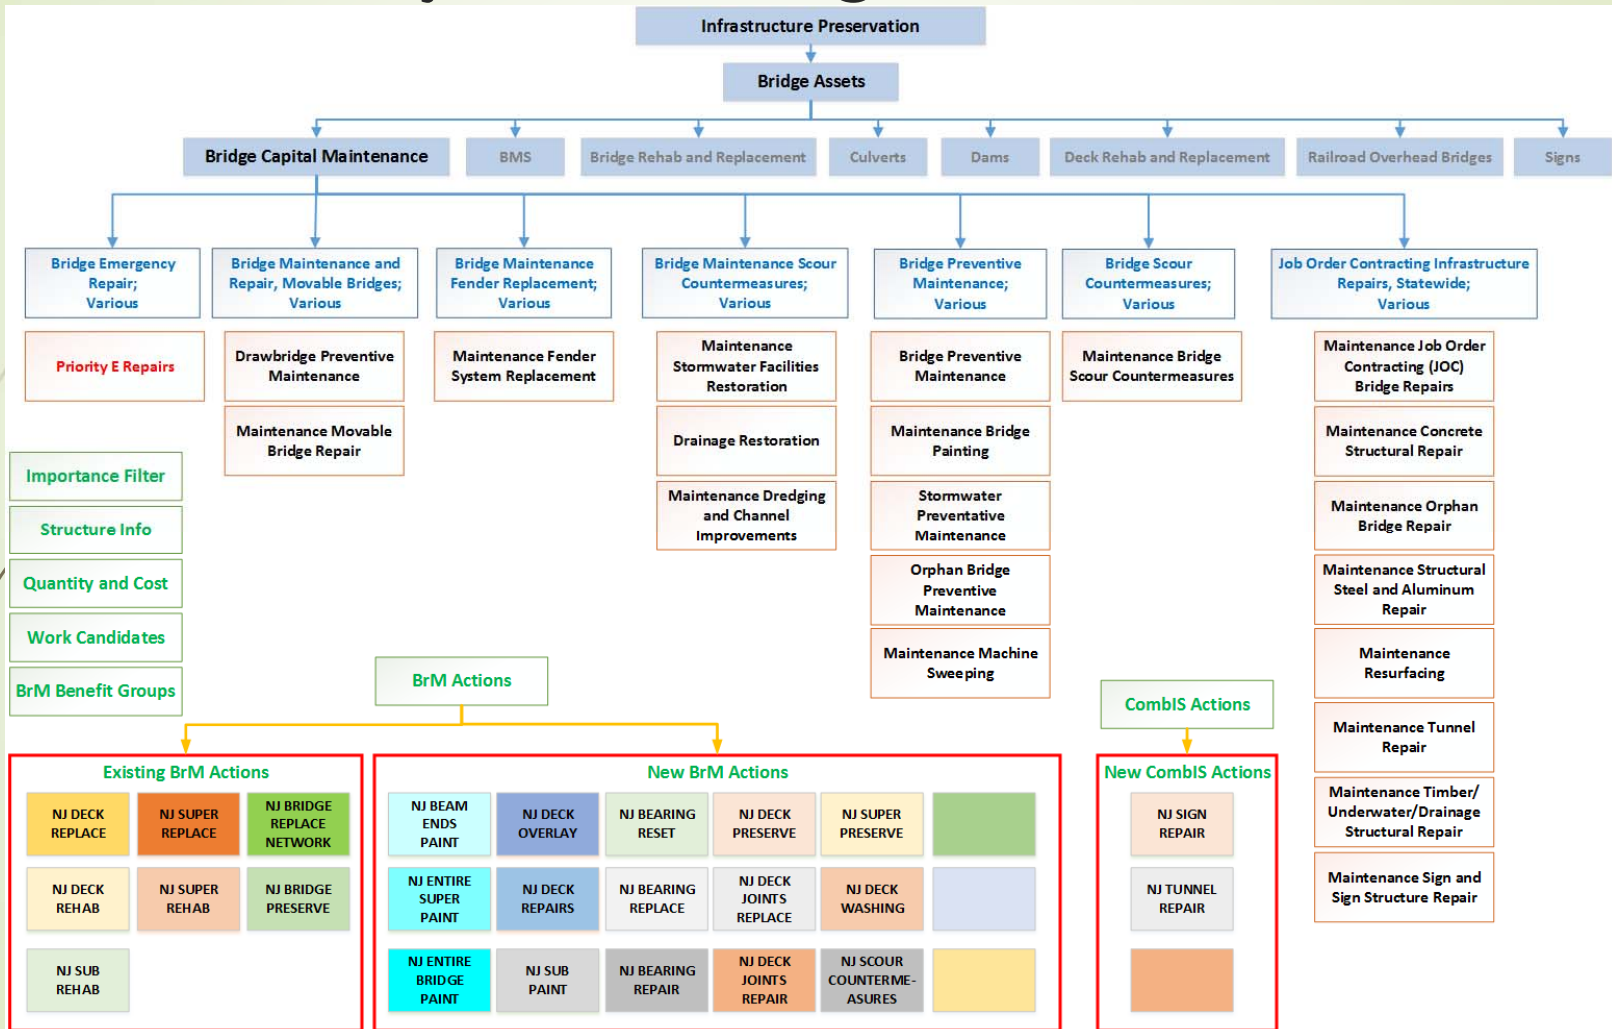 Infrastructure Preservation
Bridge Assets
Bridge Capital Maintenance
BMS
Bridge Rehab and Replacement
Culverts
Dams
Deck Rehab and Replacement
Railroad Overhead Bridges
Signs
Bridge Emergency
Repair;
Various
Bridge Maintenance and
Repair, Movable Bridges;
Various
Bridge Maintenance
Fender Replacement;
Various
Bridge Maintenance Scour
Countermeasures;
Various
Bridge Preventive
Maintenance;
Various
Bridge Scour
Countermeasures;
Various
Job Order Contracting Infrastructure
Repairs, Statewide;
Various
Priority E Repairs
Drawbridge Preventive
Maintenance
Maintenance Movable
Bridge Repair
Maintenance Fender
System Replacement
Maintenance
Stormwater Facilities
Restoration
Drainage Restoration
Maintenance Dredging
and Channel
Improvements
Bridge Preventive
Maintenance
Maintenance Bridge
Painting
Stormwater
Preventative
Maintenance
Orphan Bridge
Preventive
Maintenance
Maintenance Machine
Sweeping
Maintenance Bridge
Scour Countermeasures
Maintenance Job Order
Contracting (JOC)
Bridge Repairs
Maintenance Concrete
Structural Repair
Maintenance Orphan
Bridge Repair
Maintenance Structural
Steel and Aluminum
Repair
Maintenance
Resurfacing
Maintenance Tunnel
Repair
Maintenance Timber/
Underwater/Drainage
Structural Repair
Maintenance Sign and
Sign Structure Repair
Importance Filter
Structure Info
Quantity and Cost
Work Candidates
BrM Benefit Groups
BrM Actions
CombIS Actions
Existing BrM Actions
NJ DECK
REPLACE
NJ SUPER
REPLACE
NJ BRIDGE
REPLACE
NETWORK
NJ DECK
REHAB
NJ SUPER
REHAB
NJ BRIDGE
PRESERVE
NJ SUB
REHAB
New BrM Actions
NJ BEAM
ENDS
PAINT
NJ DECK
OVERLAY
NJ BEARING
RESET
NJ DECK
PRESERVE
NJ SUPER
PRESERVE
NJ ENTIRE
SUPER
PAINT
NJ DECK
REPAIRS
NJ BEARING
REPLACE
NJ DECK
JOINTS
REPLACE
NJ DECK
WASHING
NJ ENTIRE
BRIDGE
PAINT
NJ SUB
PAINT
NJ BEARING
REPAIR
NJ DECK
JOINTS
REPAIR
NJ SCOUR
COUNTERME-
ASURES
New CombIS Actions
NJ SIGN
REPAIR
NJ TUNNEL
REPAIR